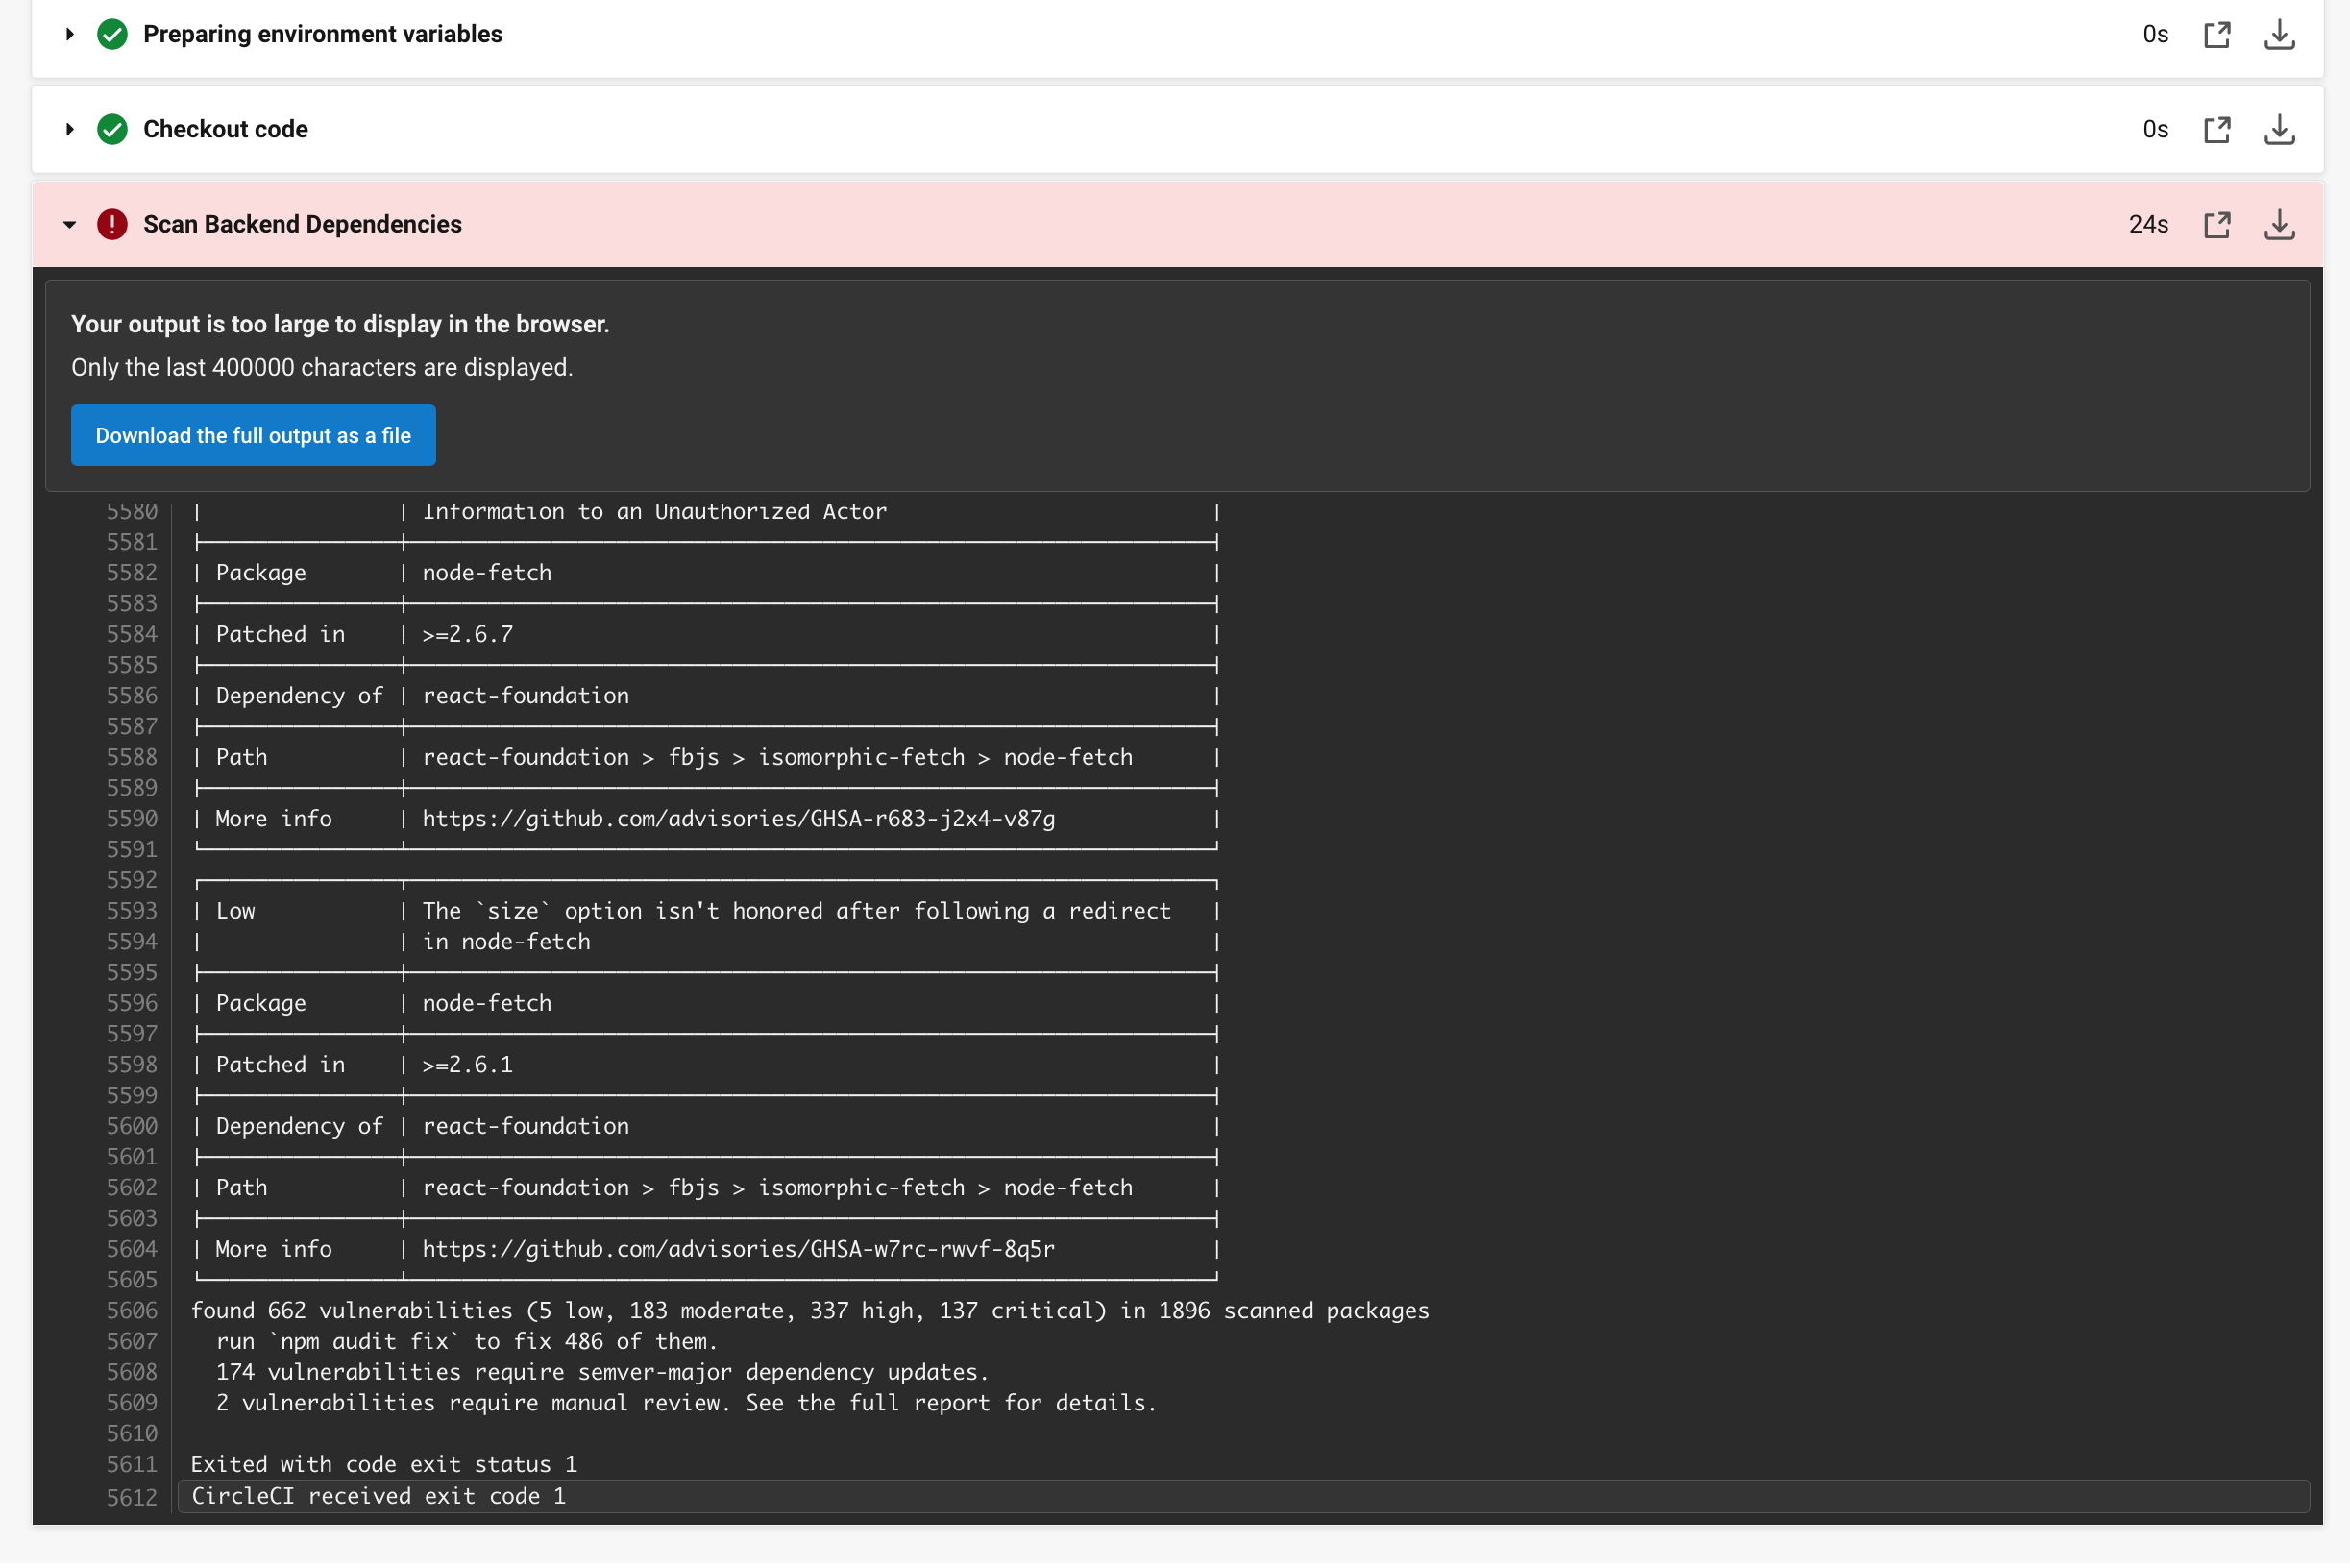 Preparing environment variables 0s
Checkout code 0s
Scan Backend Dependencies 24s
Your output is too large to display in the browser.
Only the last 400000 characters are displayed.
Download the full output as a file
5580 | | Information to an Unauthorized Actor |
5581
5582 | Package | node-fetch |
5583
5584 | Patched in | >=2.6.7 |
5585
5586 | Dependency of | react-foundation |
5587
5588 | Path | react-foundation > fbjs > isomorphic-fetch > node-fetch |
5589
5590 | More info | https://github.com/advisories/GHSA-r683-j2x4-v87g |
5591
5592
5593 | Low | The `size` option isn't honored after following a redirect |
5594 | | in node-fetch |
5595
5596 | Package | node-fetch |
5597
5598 | Patched in | >=2.6.1 |
5599
5600 | Dependency of | react-foundation |
5601
5602 | Path | react-foundation > fbjs > isomorphic-fetch > node-fetch |
5603
5604 | More info | https://github.com/advisories/GHSA-w7rc-rwvf-8q5r |
5605
5606 found 662 vulnerabilities (5 low, 183 moderate, 337 high, 137 critical) in 1896 scanned packages
5607 run `npm audit fix` to fix 486 of them.
5608 174 vulnerabilities require semver-major dependency updates.
5609 2 vulnerabilities require manual review. See the full report for details.
5610
5611 Exited with code exit status 1
5612 CircleCI received exit code 1